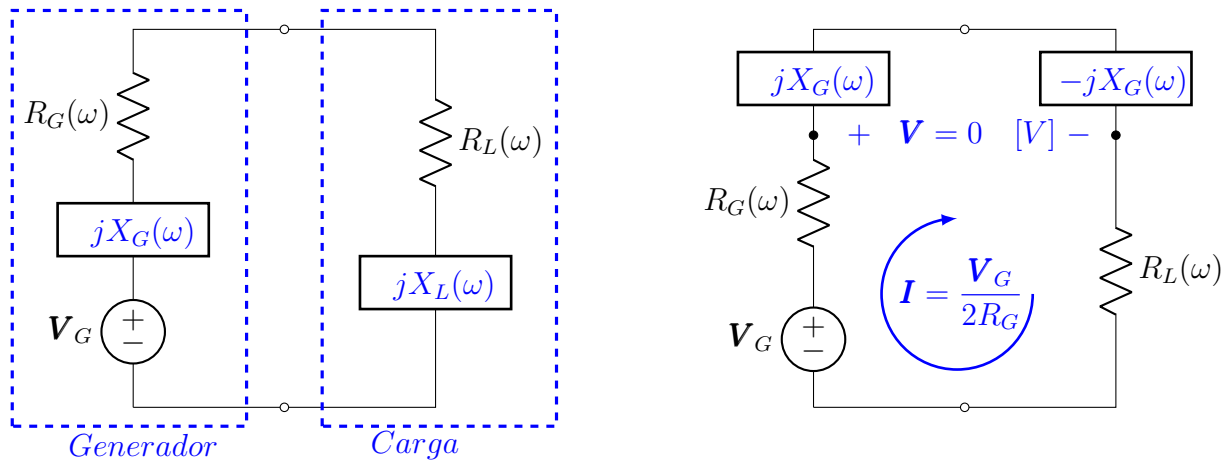 R_G(ω)
jX_G(ω)
+
−
V_G
R_L(ω)
jX_L(ω)
Generador
Carga
jX_G(ω)
−jX_G(ω)
+ V = 0 [V] −
R_G(ω)
I = V_G / 2R_G
R_L(ω)
+
−
V_G